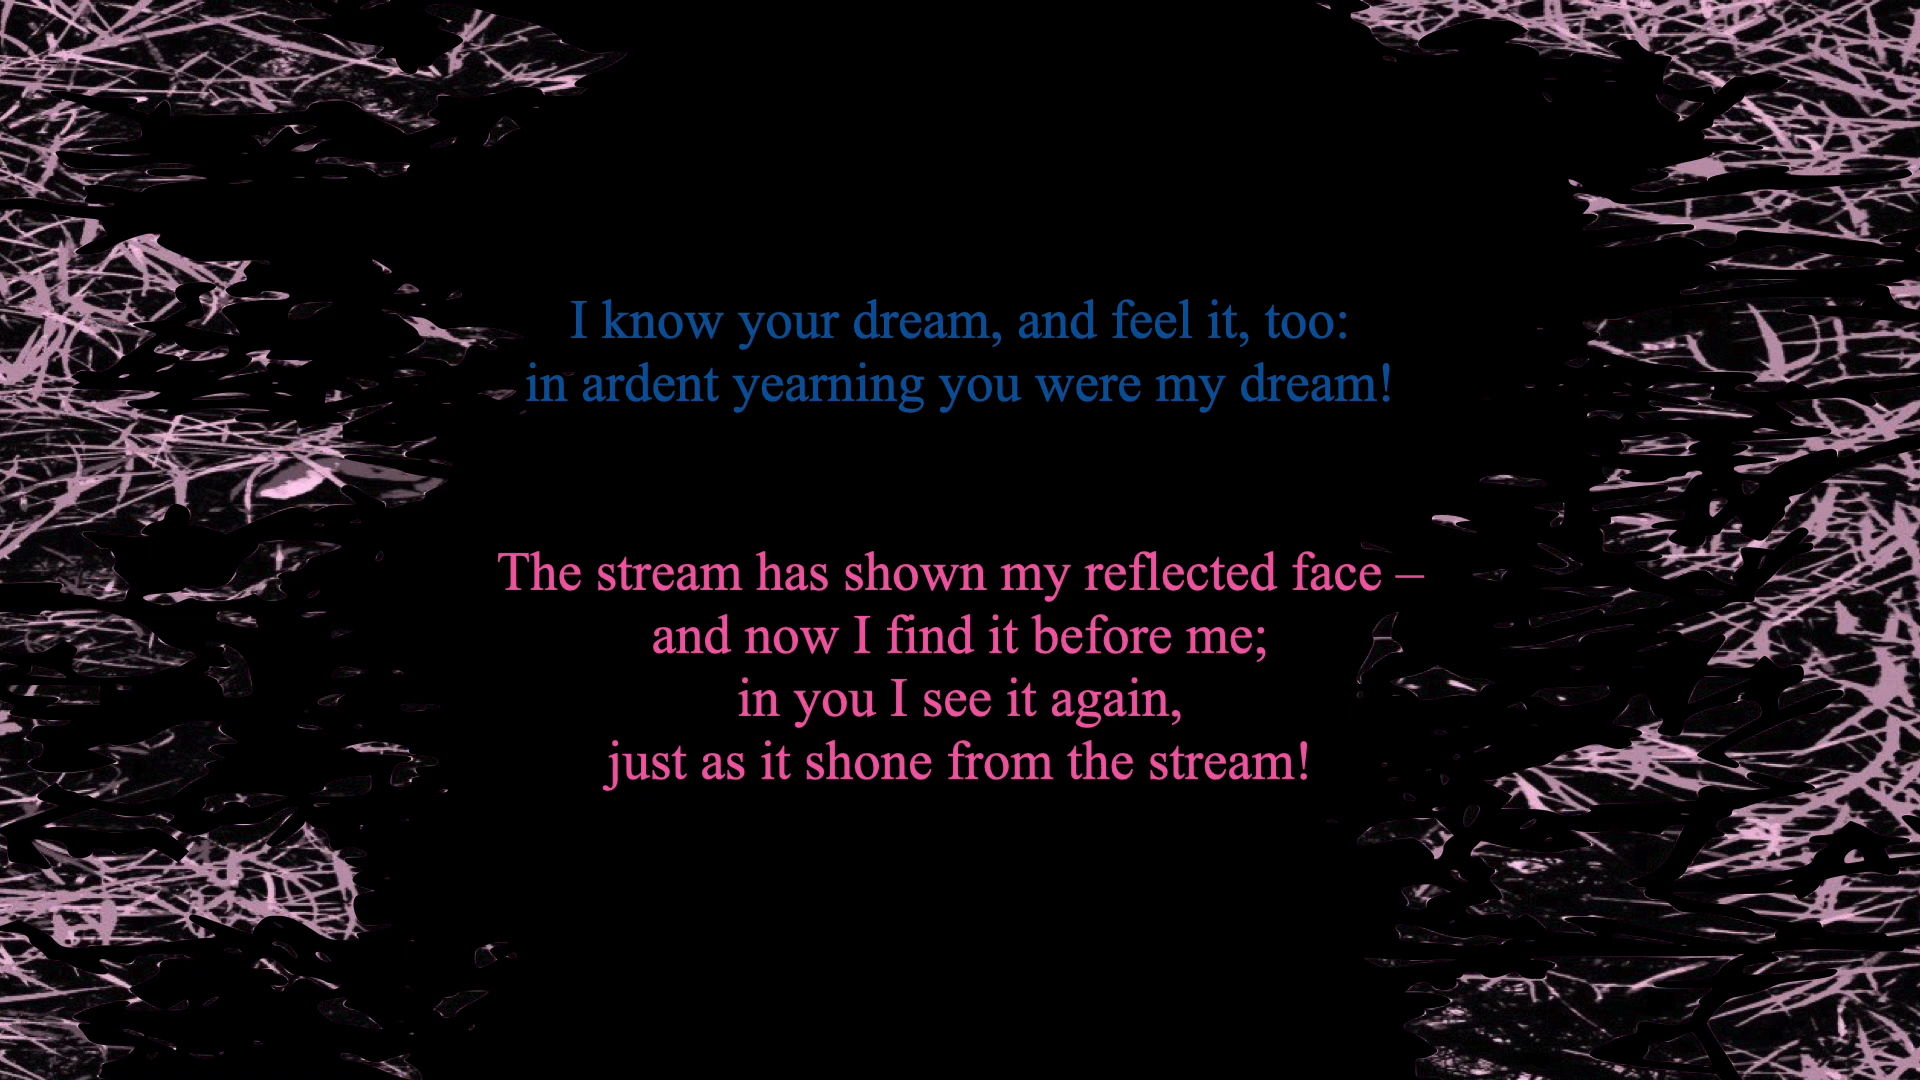 I know your dream, and feel it, too:
in ardent yearning you were my dream!
The stream has shown my reflected face –
and now I find it before me;
in you I see it again,
just as it shone from the stream!